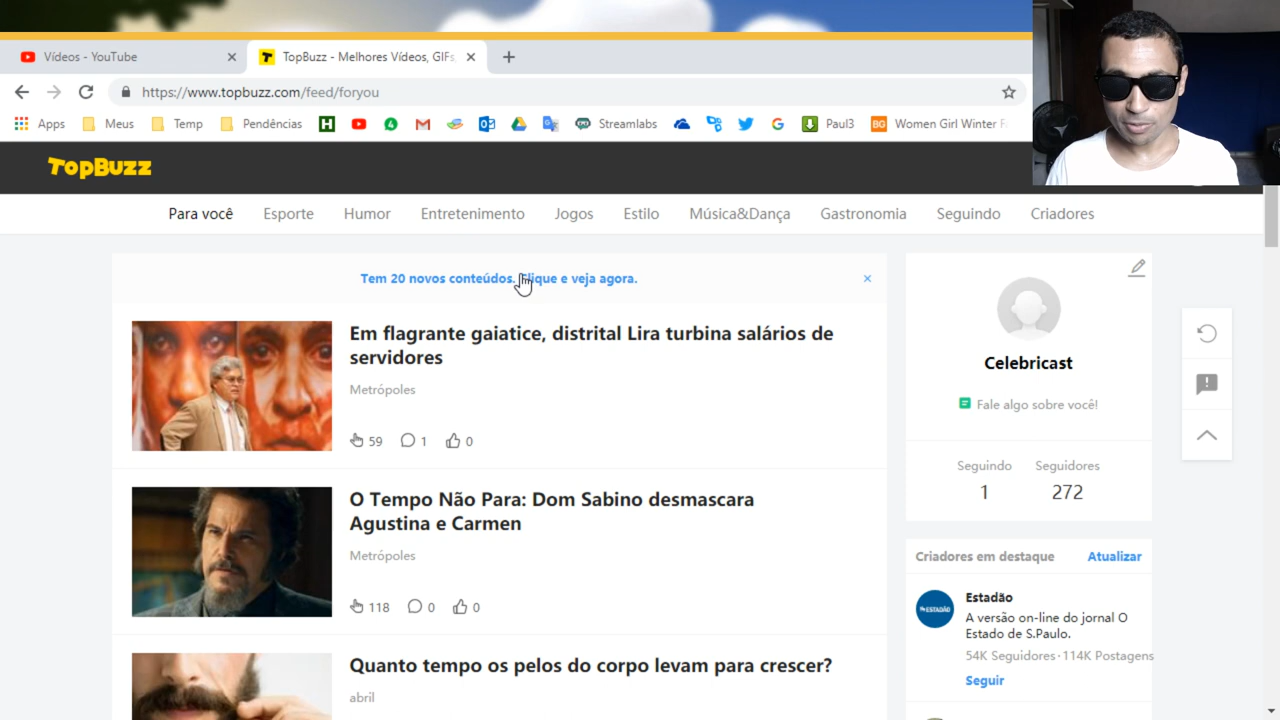 Vídeos - YouTube
TopBuzz - Melhores Vídeos, GIFs,
https://www.topbuzz.com/feed/foryou
Apps Meus Temp Pendências Streamlabs Paul3 Women Girl Winter
TopBuzz
Para você Esporte Humor Entretenimento Jogos Estilo Música&Dança Gastronomia Seguindo Criadores
Tem 20 novos conteúdos. Clique e veja agora.
Em flagrante gaiatice, distrital Lira turbina salários de
servidores
Metrópoles
59 1 0
O Tempo Não Para: Dom Sabino desmascara
Agustina e Carmen
Metrópoles
118 0 0
Quanto tempo os pelos do corpo levam para crescer?
abril
Celebricast
Fale algo sobre você!
Seguindo Seguidores
1 272
Criadores em destaque Atualizar
ESTADÃO
Estadão
A versão on-line do jornal O
Estado de S.Paulo.
54K Seguidores · 114K Postagens
Seguir